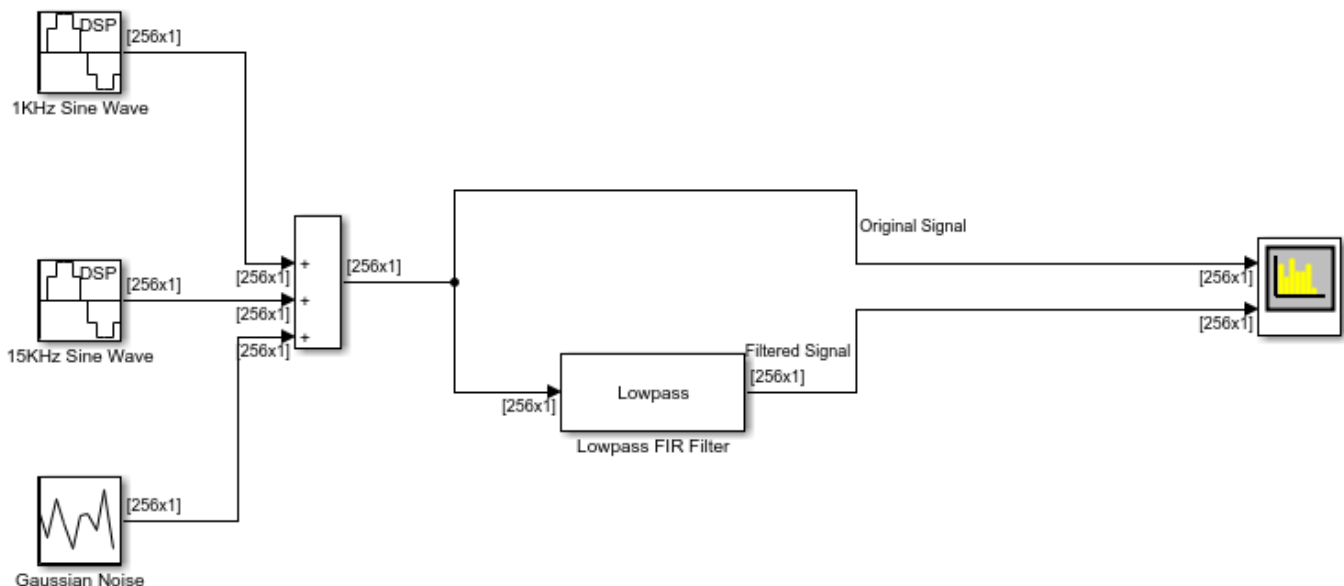 DSP
[256x1]
1KHz Sine Wave
DSP
[256x1]
15KHz Sine Wave
[256x1]
Gaussian Noise
[256x1]
+
[256x1]
+
[256x1]
+
[256x1]
Original Signal
[256x1]
Lowpass
Lowpass FIR Filter
Filtered Signal
[256x1]
[256x1]
[256x1]